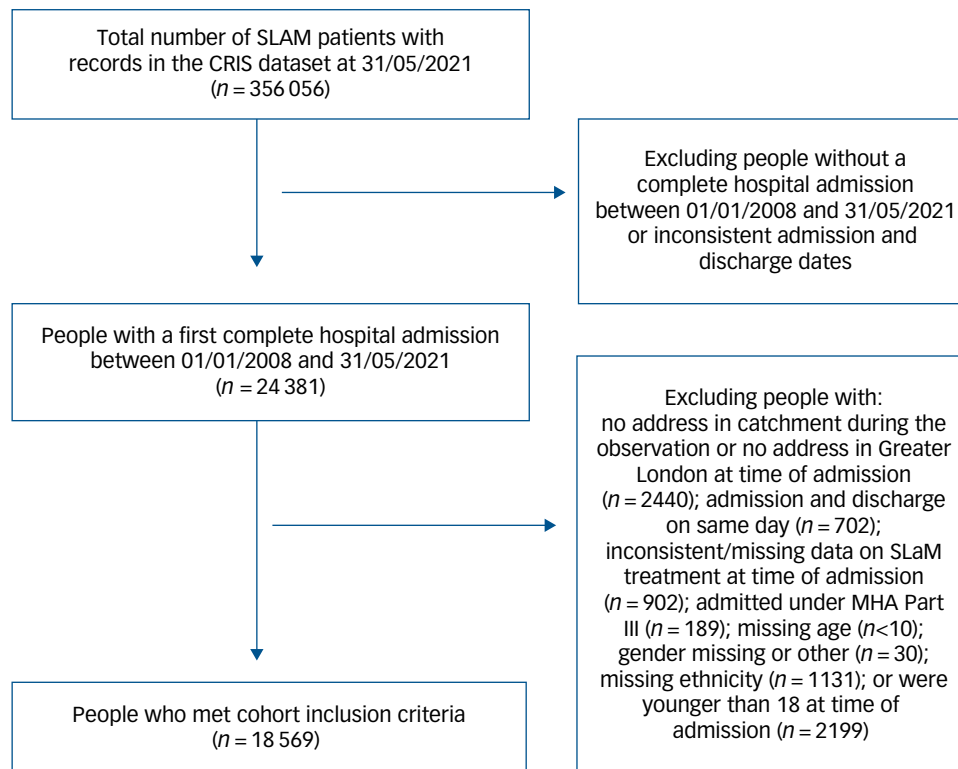 Total number of SLAM patients with
records in the CRIS dataset at 31/05/2021
(n = 356 056)
Excluding people without a
complete hospital admission
between 01/01/2008 and 31/05/2021
or inconsistent admission and
discharge dates
People with a first complete hospital admission
between 01/01/2008 and 31/05/2021
(n = 24 381)
Excluding people with:
no address in catchment during the
observation or no address in Greater
London at time of admission
(n = 2440); admission and discharge
on same day (n = 702);
inconsistent/missing data on SLaM
treatment at time of admission
(n = 902); admitted under MHA Part
III (n = 189); missing age (n<10);
gender missing or other (n = 30);
missing ethnicity (n = 1131); or were
younger than 18 at time of
admission (n = 2199)
People who met cohort inclusion criteria
(n = 18 569)